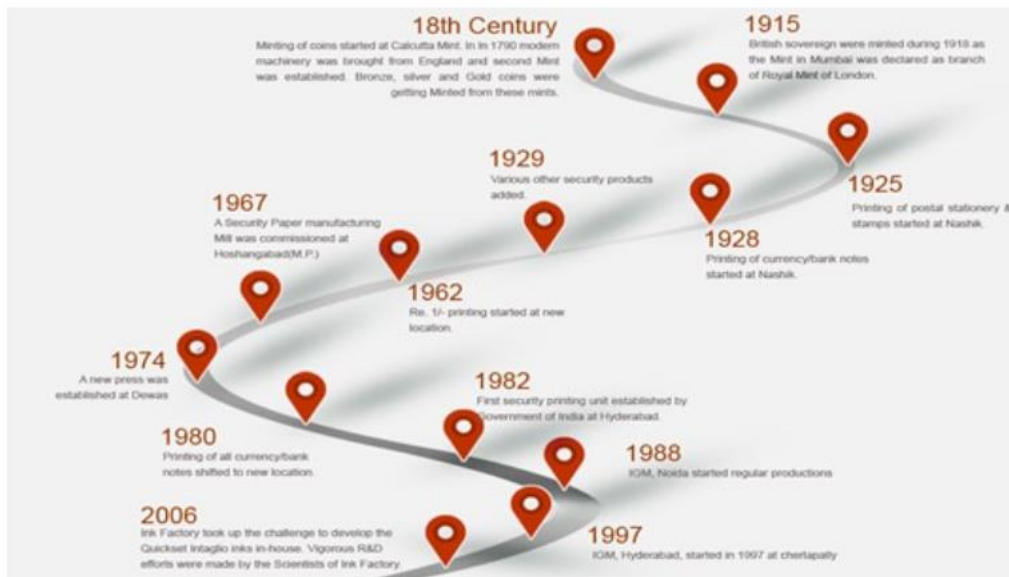 18th Century
Minting of coins started at Calcutta Mint. In In 1790 modern
machinery was brought from England and second Mint
was established. Bronze, silver and Gold coins were
getting Minted from these mints.
1915
British sovereign were minted during 1918 as
the Mint in Mumbai was declared as branch
of Royal Mint of London.
1925
Printing of postal stationery &
stamps started at Nashik.
1928
Printing of currency/bank notes
started at Nashik.
1929
Various other security products
added.
1962
Re. 1/- printing started at new
location.
1967
A Security Paper manufacturing
Mill was commissioned at
Hoshangabad(M.P.)
1974
A new press was
established at Dewas
1980
Printing of all currency/bank
notes shifted to new location.
1982
First security printing unit established by
Government of India at Hyderabad.
1988
IGM, Noida started regular productions
1997
IGM, Hyderabad, started in 1997 at cherlapally
2006
Ink Factory took up the challenge to develop the
Quickset Intaglio inks in-house. Vigorous R&D
efforts were made by the Scientists of Ink Factory.